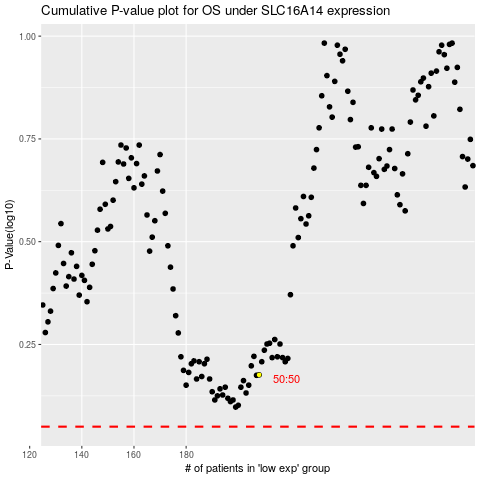 Cumulative P-value plot for OS under SLC16A14 expression
P-Value(log10)
1.00
0.75
0.50
0.25
50:50
120 140 160 180
# of patients in 'low exp' group